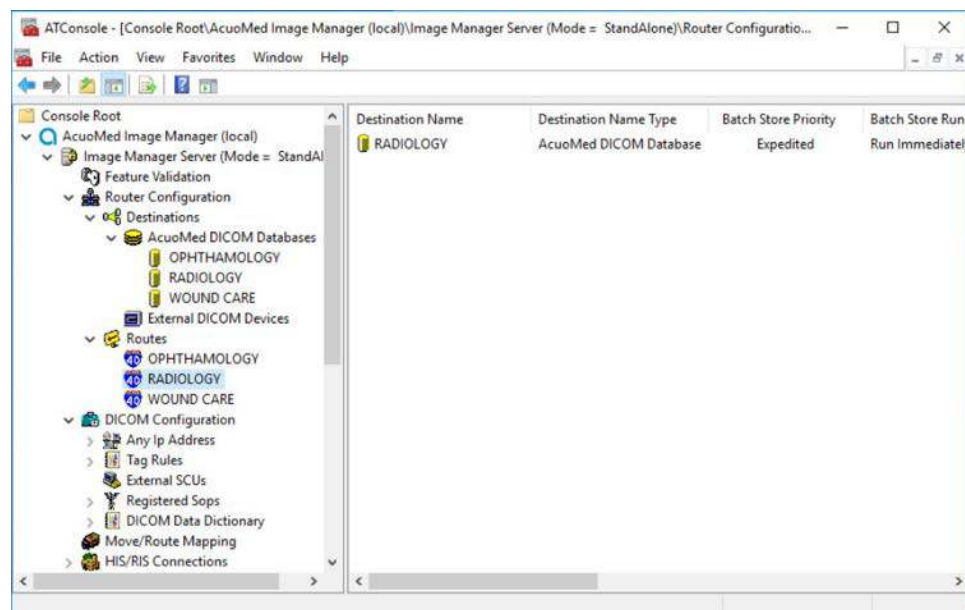 ATConsole - [Console Root\AcuoMed Image Manager (local)\Image Manager Server (Mode = StandAlone)\Router Configuratio...
File Action View Favorites Window Help
Console Root
AcuoMed Image Manager (local)
Image Manager Server (Mode = StandAl
Feature Validation
Router Configuration
Destinations
AcuoMed DICOM Databases
OPHTHAMOLOGY
RADIOLOGY
WOUND CARE
External DICOM Devices
Routes
40 OPHTHAMOLOGY
40 RADIOLOGY
40 WOUND CARE
DICOM Configuration
Any Ip Address
Tag Rules
External SCUs
Registered Sops
DICOM Data Dictionary
Move/Route Mapping
HIS/RIS Connections
Destination Name Destination Name Type Batch Store Priority Batch Store Run
RADIOLOGY AcuoMed DICOM Database Expedited Run Immediatel